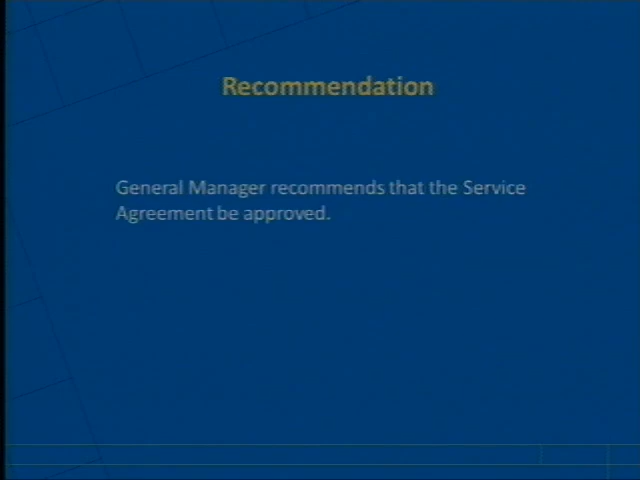 Recommendation
General Manager recommends that the Service
Agreement be approved.